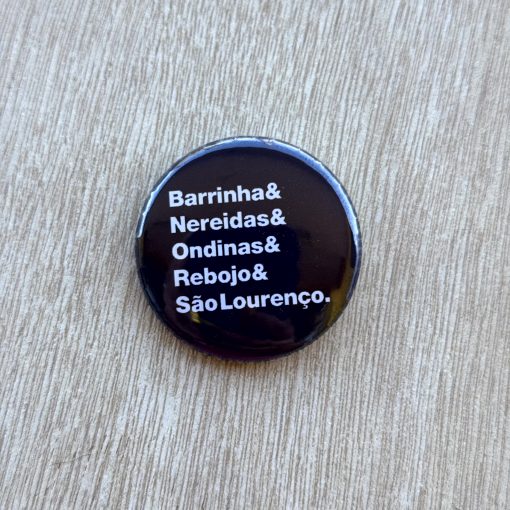 Barrinha&
Nereidas&
Ondinas&
Rebojo&
São Lourenço.